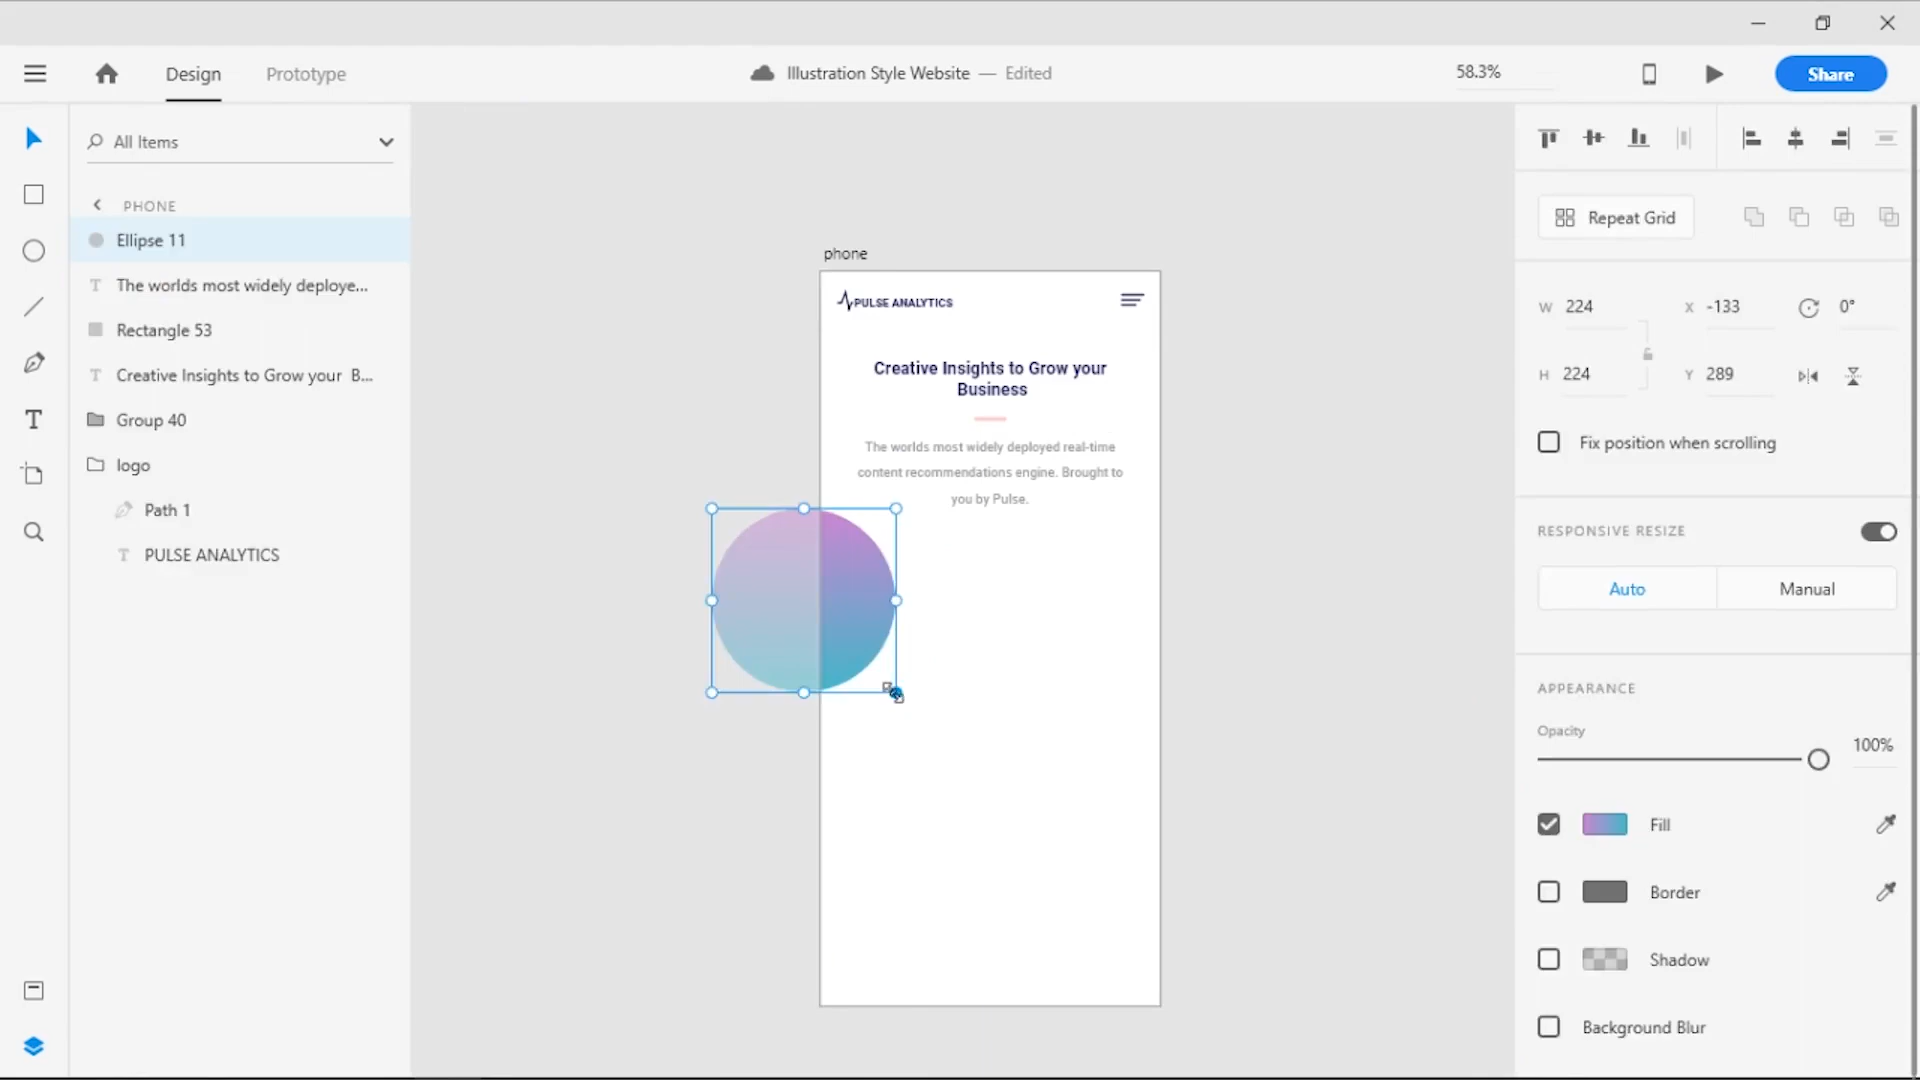 Design
Prototype
Illustration Style Website — Edited
58.3%
Share
All Items
PHONE
Ellipse 11
The worlds most widely deploye...
Rectangle 53
Creative Insights to Grow your B...
Group 40
logo
Path 1
PULSE ANALYTICS
phone
PULSE ANALYTICS
Creative Insights to Grow your
Business
The worlds most widely deployed real-time
content recommendations engine. Brought to
you by Pulse.
Repeat Grid
W 224
X -133
0°
H 224
Y 289
Fix position when scrolling
RESPONSIVE RESIZE
Auto
Manual
APPEARANCE
Opacity
100%
Fill
Border
Shadow
Background Blur